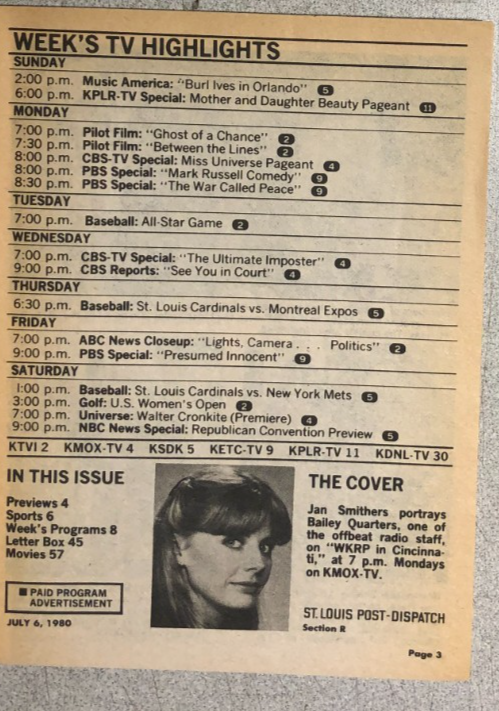 WEEK'S TV HIGHLIGHTS
SUNDAY
2:00 p.m. Music America: "Burl Ives in Orlando" 5
6:00 p.m. KPLR-TV Special: Mother and Daughter Beauty Pageant 11
MONDAY
7:00 p.m. Pilot Film: "Ghost of a Chance" 2
7:30 p.m. Pilot Film: "Between the Lines" 2
8:00 p.m. CBS-TV Special: Miss Universe Pageant 4
8:00 p.m. PBS Special: "Mark Russell Comedy" 9
8:30 p.m. PBS Special: "The War Called Peace" 9
TUESDAY
7:00 p.m. Baseball: All-Star Game 2
WEDNESDAY
7:00 p.m. CBS-TV Special: "The Ultimate Imposter" 4
9:00 p.m. CBS Reports: "See You in Court" 4
THURSDAY
6:30 p.m. Baseball: St. Louis Cardinals vs. Montreal Expos 5
FRIDAY
7:00 p.m. ABC News Closeup: "Lights, Camera . . . Politics" 2
9:00 p.m. PBS Special: "Presumed Innocent" 9
SATURDAY
1:00 p.m. Baseball: St. Louis Cardinals vs. New York Mets 5
3:00 p.m. Golf: U.S. Women's Open 2
7:00 p.m. Universe: Walter Cronkite (Premiere) 4
9:00 p.m. NBC News Special: Republican Convention Preview 5
KTVI 2 KMOX-TV 4 KSDK 5 KETC-TV 9 KPLR-TV 11 KDNL-TV 30
IN THIS ISSUE
Previews 4
Sports 6
Week's Programs 8
Letter Box 45
Movies 57
■ PAID PROGRAM
ADVERTISEMENT
JULY 6, 1980
THE COVER
Jan Smithers portrays
Bailey Quarters, one of
the offbeat radio staff,
on "WKRP in Cincinna-
ti," at 7 p.m. Mondays
on KMOX-TV.
ST. LOUIS POST-DISPATCH
Section R
Page 3